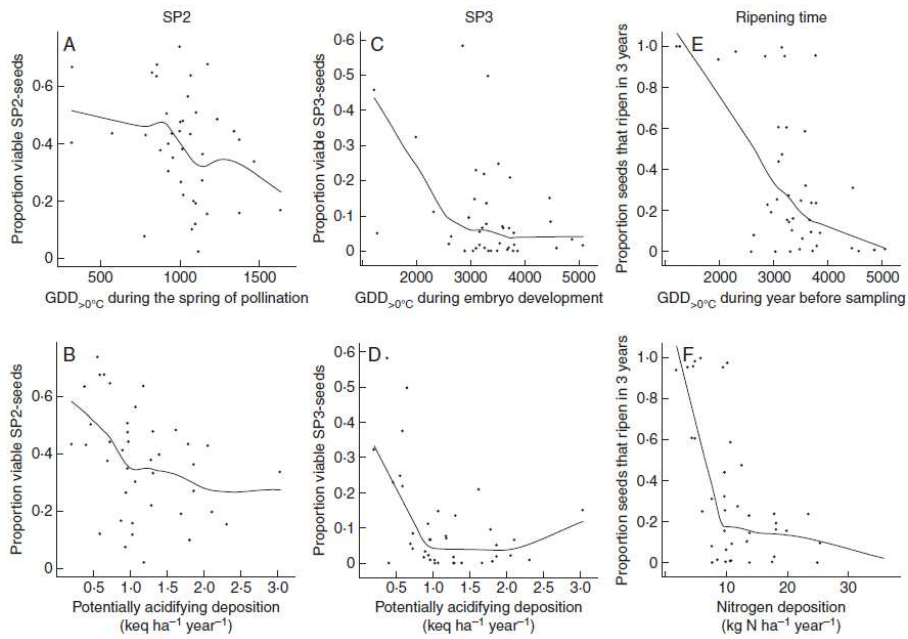 SP2
SP3
Ripening time
A
Proportion viable SP2-seeds
0·6
0·4
0·2
0
500 1000 1500
GDD>0°C during the spring of pollination
C
Proportion viable SP3-seeds
0·6
0·5
0·4
0·3
0·2
0·1
0
2000 3000 4000 5000
GDD>0°C during embryo development
E
Proportion seeds that ripen in 3 years
1·0
0·8
0·6
0·4
0·2
0
2000 3000 4000 5000
GDD>0°C during year before sampling
B
Proportion viable SP2-seeds
0·6
0·4
0·2
0
0·5 1·0 1·5 2·0 2·5 3·0
Potentially acidifying deposition
(keq ha⁻¹ year⁻¹)
D
Proportion viable SP3-seeds
0·6
0·5
0·4
0·3
0·2
0·1
0
0·5 1·0 1·5 2·0 2·5 3·0
Potentially acidifying deposition
(keq ha⁻¹ year⁻¹)
F
Proportion seeds that ripen in 3 years
1·0
0·8
0·6
0·4
0·2
0
10 20 30
Nitrogen deposition
(kg N ha⁻¹ year⁻¹)